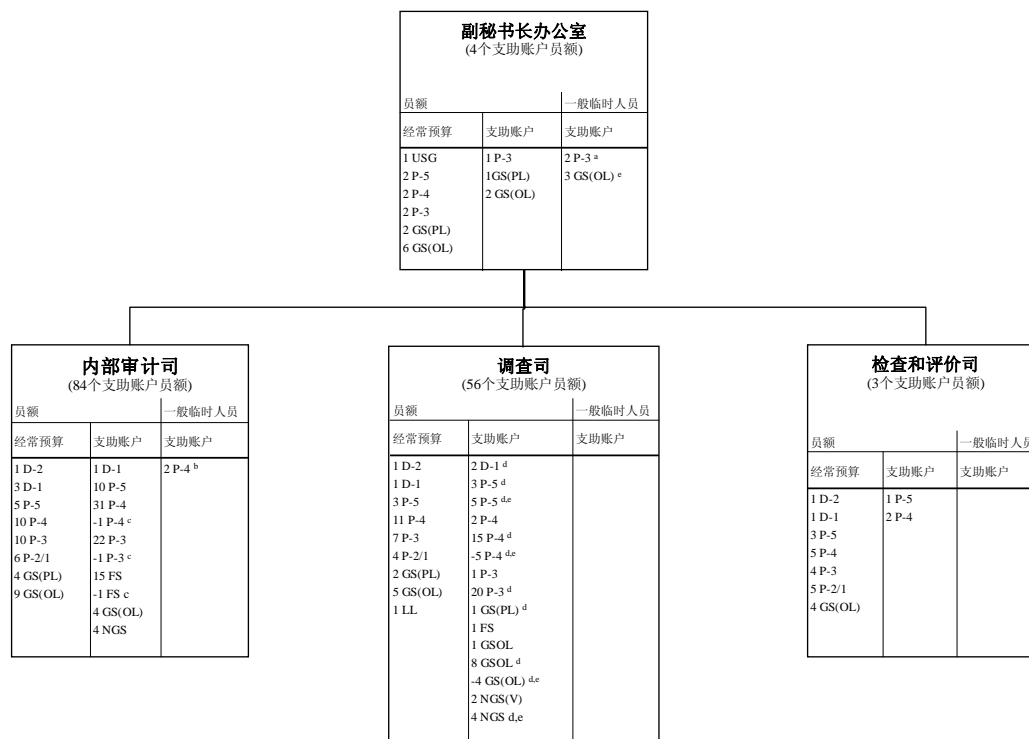 副秘书长办公室
(4个支助账户员额)
员额 一般临时人员
经常预算 支助账户 支助账户
1 USG 1 P-3 2 P-3 a
2 P-5 1GS(PL) 3 GS(OL) e
2 P-4 2 GS(OL)
2 P-3
2 GS(PL)
6 GS(OL)
内部审计司
(84个支助账户员额)
员额 一般临时人员
经常预算 支助账户 支助账户
1 D-2 1 D-1 2 P-4 b
3 D-1 10 P-5
5 P-5 31 P-4
10 P-4 -1 P-4 c
10 P-3 22 P-3
6 P-2/1 -1 P-3 c
4 GS(PL) 15 FS
9 GS(OL) -1 FS c
4 GS(OL)
4 NGS
调查司
(56个支助账户员额)
员额 一般临时人员
经常预算 支助账户 支助账户
1 D-2 2 D-1 d
1 D-1 3 P-5 d
3 P-5 5 P-5 d,e
11 P-4 2 P-4
7 P-3 15 P-4 d
4 P-2/1 -5 P-4 d,e
2 GS(PL) 1 P-3
5 GS(OL) 20 P-3 d
1 LL 1 GS(PL) d
1 FS
1 GSOL
8 GSOL d
-4 GS(OL) d,e
2 NGS(V)
4 NGS d,e
检查和评价司
(3个支助账户员额)
员额 一般临时人员
经常预算 支助账户 支助账户
1 D-2 1 P-5
1 D-1 2 P-4
3 P-5
5 P-4
4 P-3
5 P-2/1
4 GS(OL)